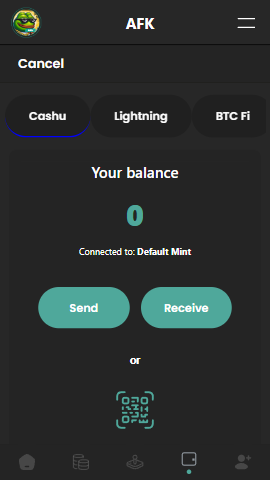 AFK
Cancel
Cashu
Lightning
BTC Fi
Your balance
0
Connected to: Default Mint
Send
Receive
or